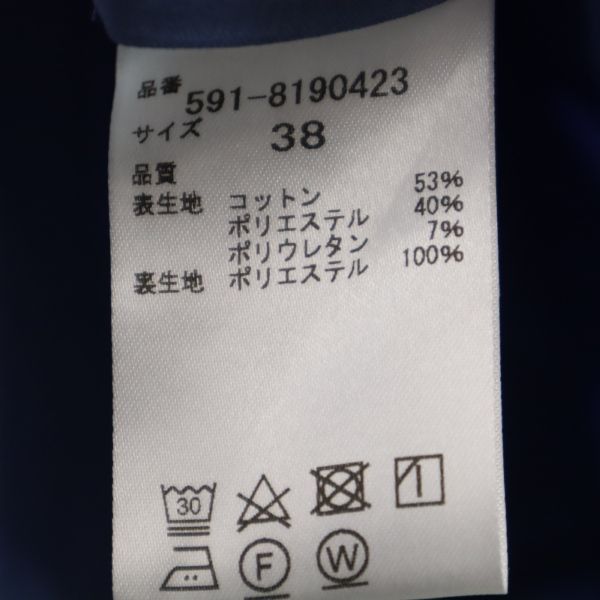 品番 591-8190423
サイズ 38
品質
表生地 コットン 53%
ポリエステル 40%
ポリウレタン 7%
裏生地 ポリエステル 100%
30
F W